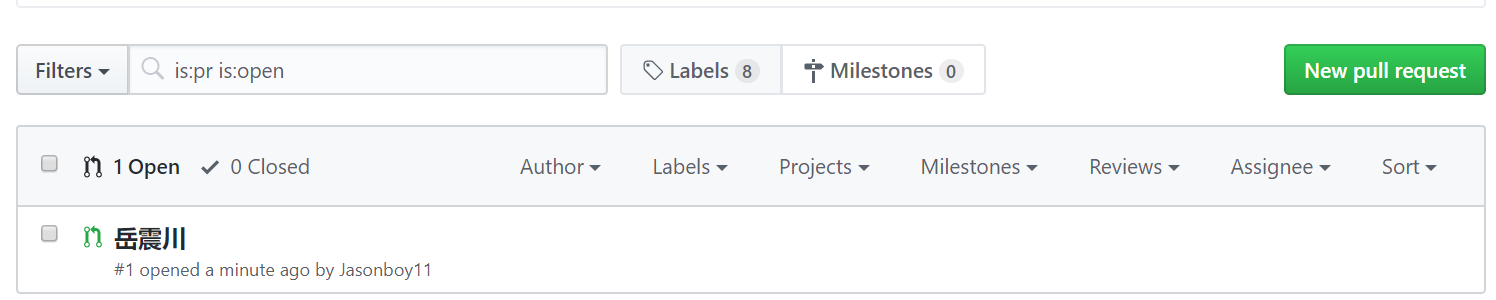 Filters is:pr is:open Labels 8 Milestones 0 New pull request
1 Open 0 Closed Author Labels Projects Milestones Reviews Assignee Sort
岳震川
#1 opened a minute ago by Jasonboy11